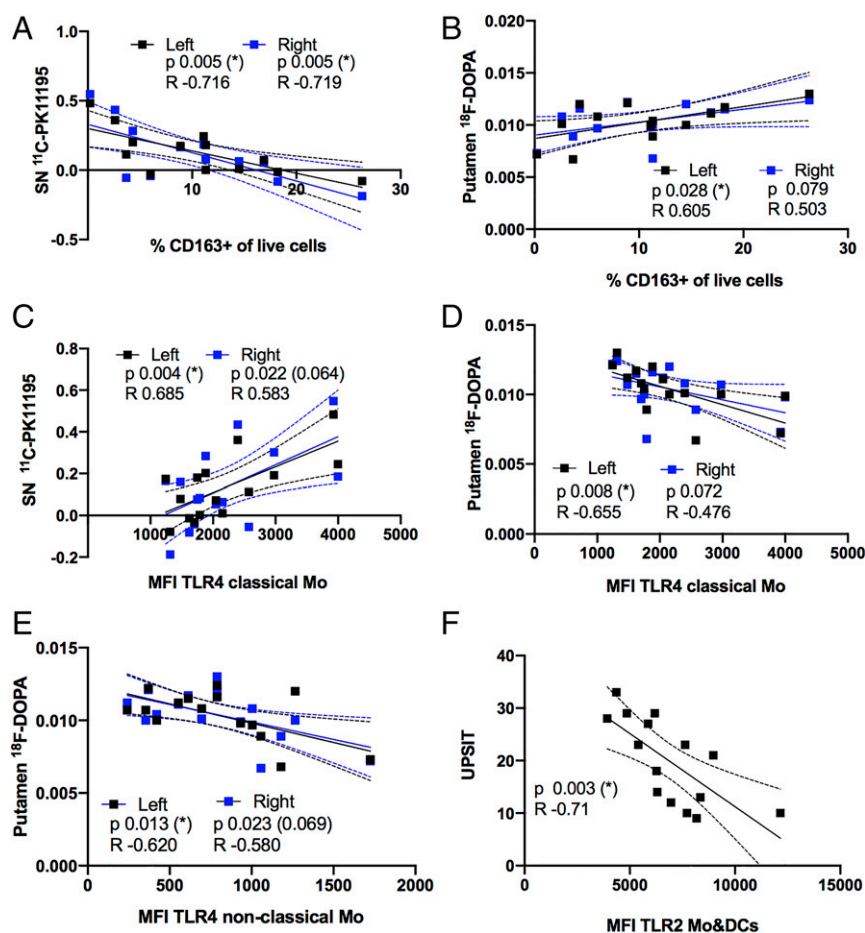 A
Left Right
p 0.005 (*) p 0.005 (*)
R -0.716 R -0.719
SN 11C-PK11195
1.0
0.5
0.0
-0.5
10 20 30
% CD163+ of live cells
B
Putamen 18F-DOPA
0.020
0.015
0.010
0.005
0.000
Left Right
p 0.028 (*) p 0.079
R 0.605 R 0.503
0 10 20 30
% CD163+ of live cells
C
Left Right
p 0.004 (*) p 0.022 (0.064)
R 0.685 R 0.583
SN 11C-PK11195
0.8
0.6
0.4
0.2
0.0
-0.2
1000 2000 3000 4000 5000
MFI TLR4 classical Mo
D
Putamen 18F-DOPA
0.015
0.010
0.005
0.000
Left Right
p 0.008 (*) p 0.072
R -0.655 R -0.476
0 1000 2000 3000 4000 5000
MFI TLR4 classical Mo
E
Putamen 18F-DOPA
0.015
0.010
0.005
0.000
Left Right
p 0.013 (*) p 0.023 (0.069)
R -0.620 R -0.580
0 500 1000 1500 2000
MFI TLR4 non-classical Mo
F
UPSIT
40
30
20
10
0
p 0.003 (*)
R -0.71
0 5000 10000 15000
MFI TLR2 Mo&DCs